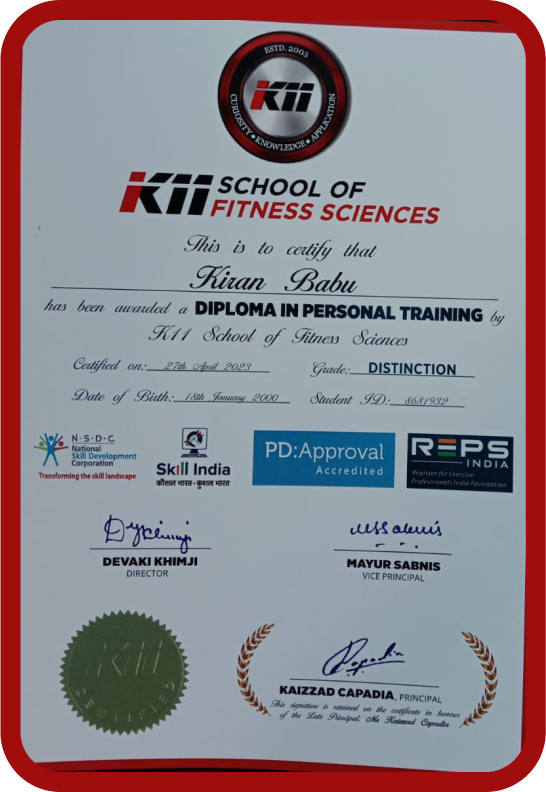 ESTD. 2003
K11
CURIOSITY • KNOWLEDGE • APPLICATION
K11 SCHOOL OF
FITNESS SCIENCES
This is to certify that
Kiran Babu
has been awarded a DIPLOMA IN PERSONAL TRAINING by
K11 School of Fitness Sciences
Certified on: 27th April 2023 Grade: DISTINCTION
Date of Birth: 18th January 2000 Student ID: 8681932
N·S·D·C
National
Skill Development
Corporation
Transforming the skill landscape
Skill India
कौशल भारत - कुशल भारत
PD:Approval
Accredited
REPS
INDIA
Register for Exercise
Professionals India Foundation
DEVAKI KHIMJI
DIRECTOR
MAYUR SABNIS
VICE PRINCIPAL
K11
CERTIFIED
KAIZZAD CAPADIA, PRINCIPAL
This signature is retained on the certificate in honour
of the Late Principal, Mr Kaizzad Capadia